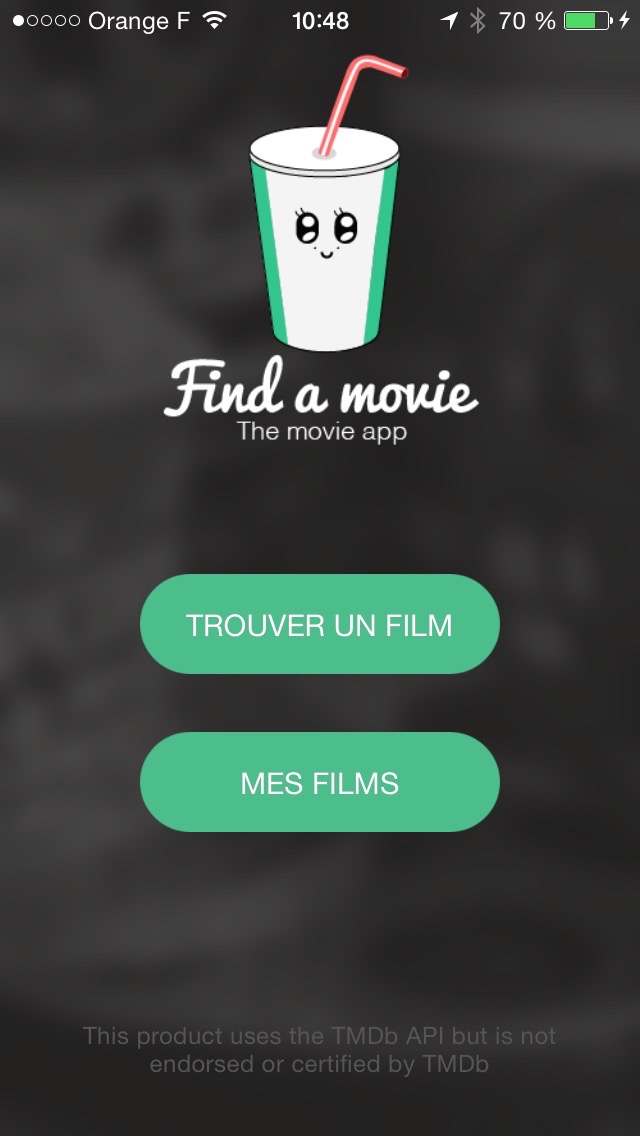 Orange F 10:48 70 %
Find a movie
The movie app
TROUVER UN FILM
MES FILMS
This product uses the TMDb API but is not
endorsed or certified by TMDb